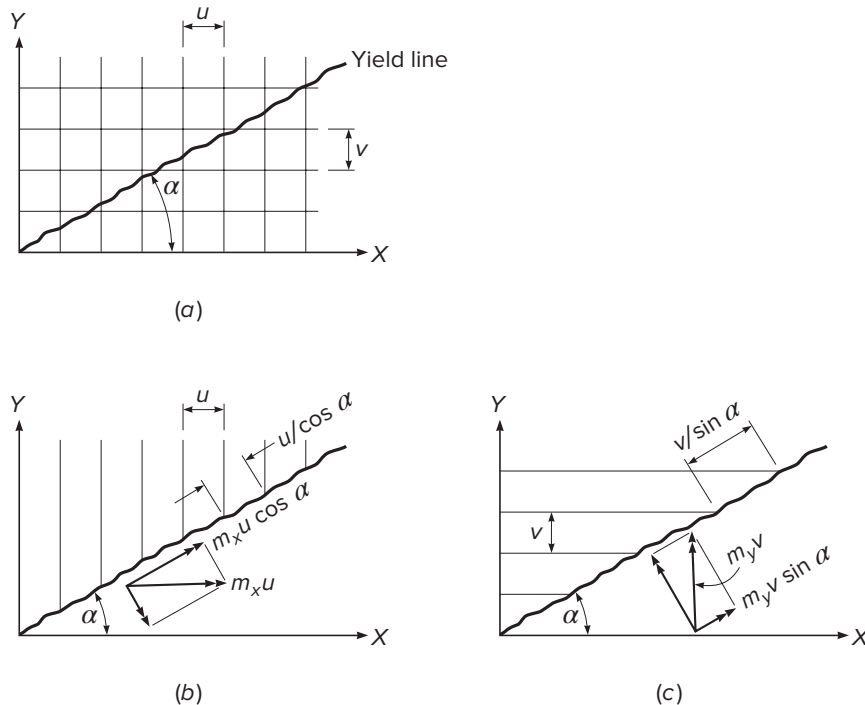 Y
u
Yield line
v
α
X
(a)
Y
u
u/cos α
m_x u cos α
m_x u
α
X
(b)
Y
v/sin α
v
m_y v
m_y v sin α
α
X
(c)